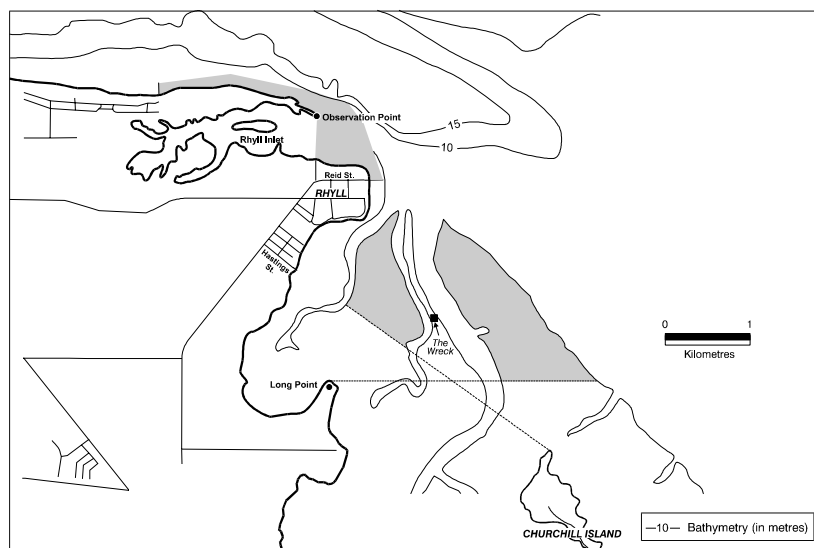 15
10
Observation Point
Rhyll Inlet
Reid St.
RHYLL
Hastings
St.
The
Wreck
0 1
Kilometres
Long Point
CHURCHILL ISLAND
—10— Bathymetry (in metres)